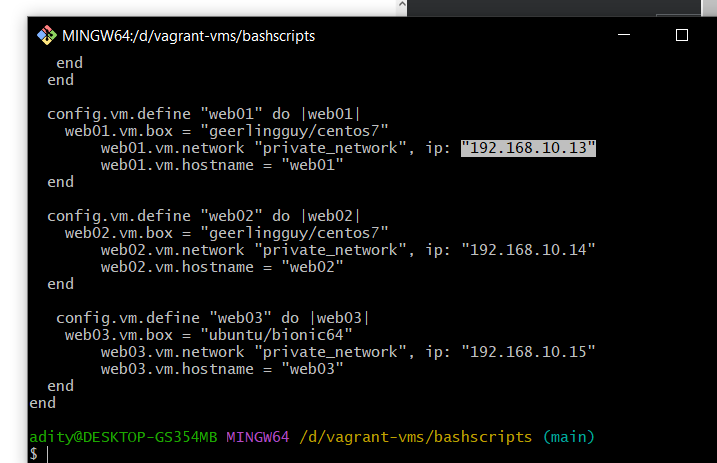 MINGW64:/d/vagrant-vms/bashscripts
end
end
config.vm.define "web01" do |web01|
web01.vm.box = "geerlingguy/centos7"
web01.vm.network "private_network", ip: "192.168.10.13"
web01.vm.hostname = "web01"
end
config.vm.define "web02" do |web02|
web02.vm.box = "geerlingguy/centos7"
web02.vm.network "private_network", ip: "192.168.10.14"
web02.vm.hostname = "web02"
end
config.vm.define "web03" do |web03|
web03.vm.box = "ubuntu/bionic64"
web03.vm.network "private_network", ip: "192.168.10.15"
web03.vm.hostname = "web03"
end
end
adity@DESKTOP-GS354MB MINGW64 /d/vagrant-vms/bashscripts (main)
$